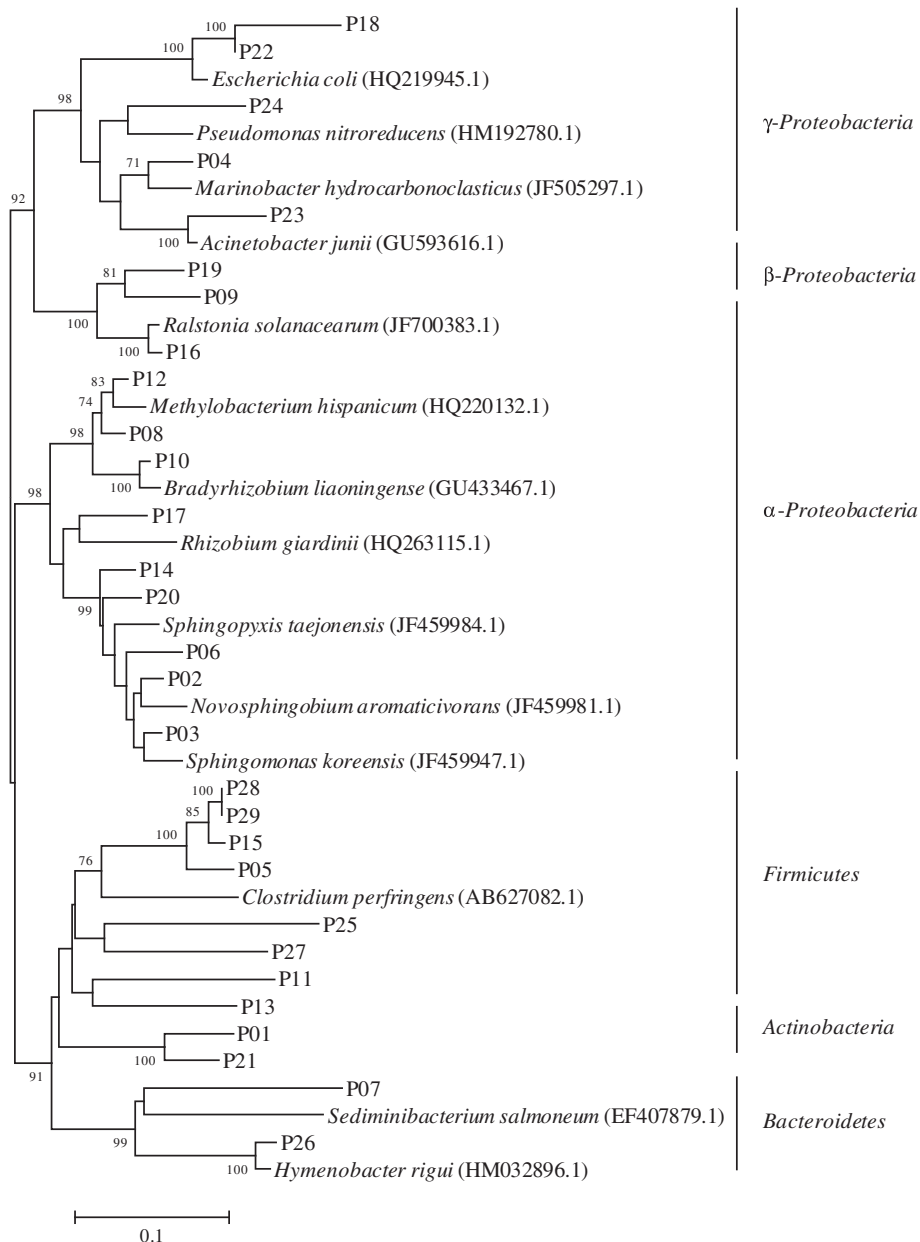 100
P18
100
P22
Escherichia coli (HQ219945.1)
98
P24
Pseudomonas nitroreducens (HM192780.1)
γ-Proteobacteria
71
P04
Marinobacter hydrocarbonoclasticus (JF505297.1)
92
P23
100
Acinetobacter junii (GU593616.1)
81
P19
β-Proteobacteria
P09
100
Ralstonia solanacearum (JF700383.1)
100
P16
83
P12
74
Methylobacterium hispanicum (HQ220132.1)
98
P08
P10
100
Bradyrhizobium liaoningense (GU433467.1)
98
α-Proteobacteria
P17
Rhizobium giardinii (HQ263115.1)
P14
99
P20
Sphingopyxis taejonensis (JF459984.1)
P06
P02
Novosphingobium aromaticivorans (JF459981.1)
P03
Sphingomonas koreensis (JF459947.1)
100
P28
85
P29
100
P15
76
P05
Firmicutes
Clostridium perfringens (AB627082.1)
P25
P27
P11
P13
Actinobacteria
P01
100
P21
91
P07
Sediminibacterium salmoneum (EF407879.1)
Bacteroidetes
99
P26
100
Hymenobacter rigui (HM032896.1)
0.1